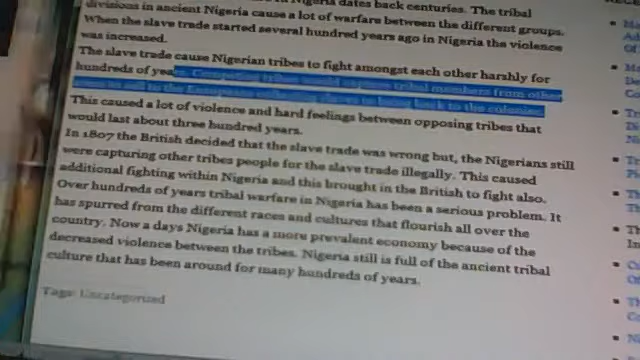 in Nigeria dates back centuries. The tribal
divisions in ancient Nigeria cause a lot of warfare between the different groups.
When the slave trade started several hundred years ago in Nigeria the violence
was increased.
The slave trade cause Nigerian tribes to fight amongst each other harshly for
hundreds of years. Competing tribes would capture tribal members from other
to sell to the Europeans to bring back to the colonies.
This caused a lot of violence and hard feelings between opposing tribes that
would last about three hundred years.
In 1807 the British decided that the slave trade was wrong but, the Nigerians still
were capturing other tribes people for the slave trade illegally. This caused
additional fighting within Nigeria and this brought in the British to fight also.
Over hundreds of years tribal warfare in Nigeria has been a serious problem. It
has spurred from the different races and cultures that flourish all over the
country. Now a days Nigeria has a more prevalent economy because of the
decreased violence between the tribes. Nigeria still is full of the ancient tribal
culture that has been around for many hundreds of years.
Tags: Uncategorized